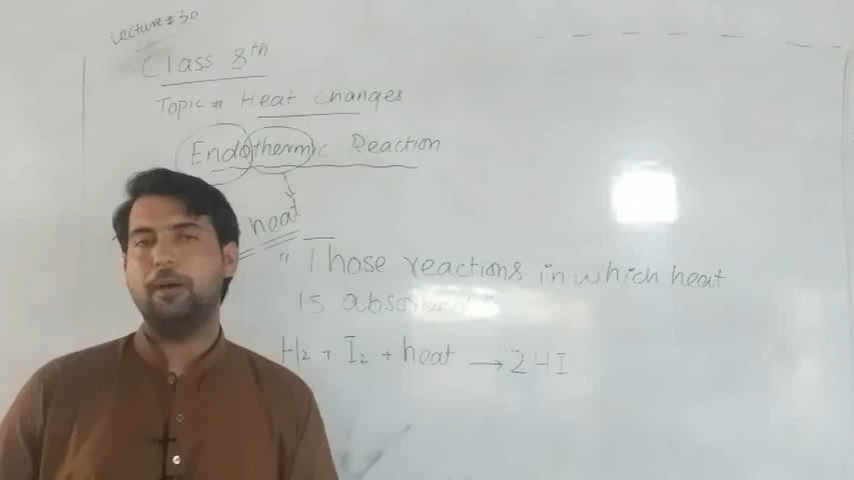 Lecture # 30
Class 8th
Topic # Heat changes
Endothermic Reaction
heat
" Those reactions in which heat
is absorbed "
H₂ + I₂ + heat → 2HI